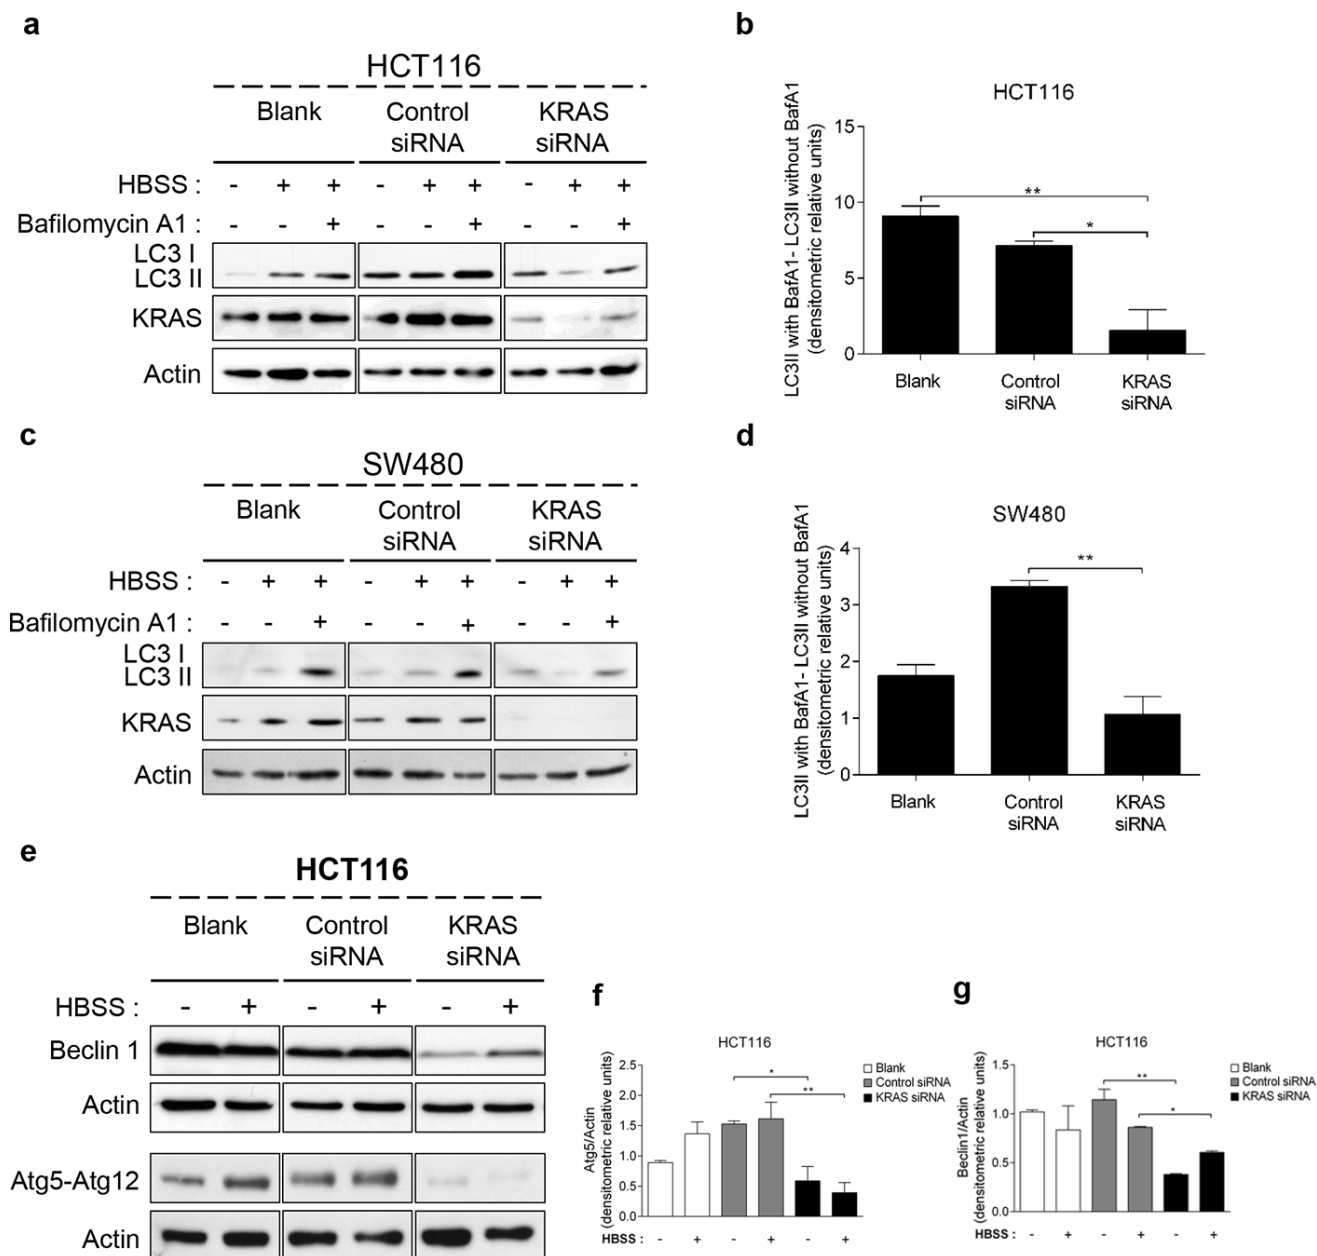 a
HCT116
Blank Control siRNA KRAS siRNA
HBSS : - + + - + + - + +
Bafilomycin A1 : - - + - - + - - +
LC3 I
LC3 II
KRAS
Actin
b
HCT116
LC3II with BafA1- LC3II without BafA1
(densitometric relative units)
15
10
5
0
**
*
Blank Control siRNA KRAS siRNA
c
SW480
Blank Control siRNA KRAS siRNA
HBSS : - + + - + + - + +
Bafilomycin A1 : - - + - - + - - +
LC3 I
LC3 II
KRAS
Actin
d
SW480
LC3II with BafA1- LC3II without BafA1
(densitometric relative units)
4
3
2
1
0
**
Blank Control siRNA KRAS siRNA
e
HCT116
Blank Control siRNA KRAS siRNA
HBSS : - + - + - +
Beclin 1
Actin
Atg5-Atg12
Actin
f
HCT116
Atg5/Actin
(densitometric relative units)
2.5
2.0
1.5
1.0
0.5
0.0
*
**
Blank
Control siRNA
KRAS siRNA
HBSS : - + - + - +
g
HCT116
Beclin1/Actin
(densitometric relative units)
1.5
1.0
0.5
0.0
**
*
Blank
Control siRNA
KRAS siRNA
HBSS : - + - + - +